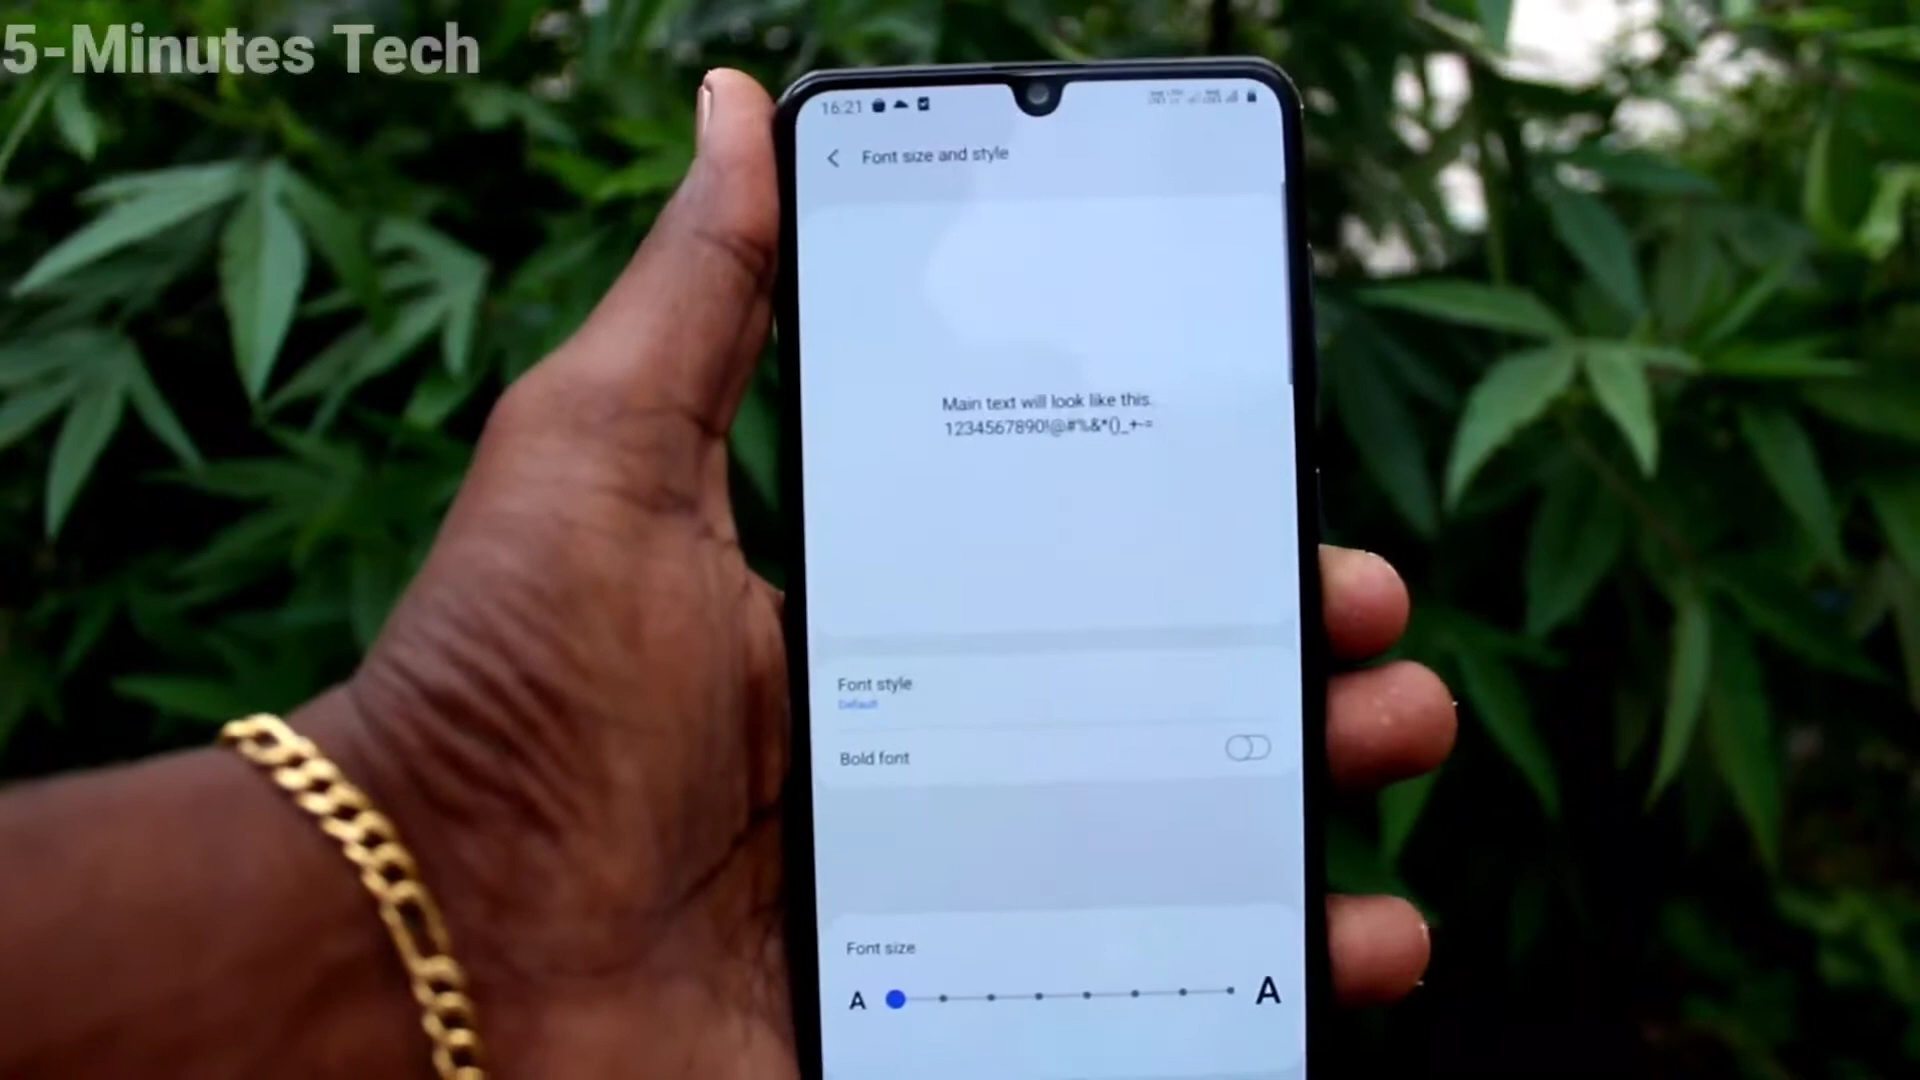 5-Minutes Tech
16:21
Font size and style
Main text will look like this.
1234567890!@#%&*()_+-=
Font style
Default
Bold font
Font size
A A